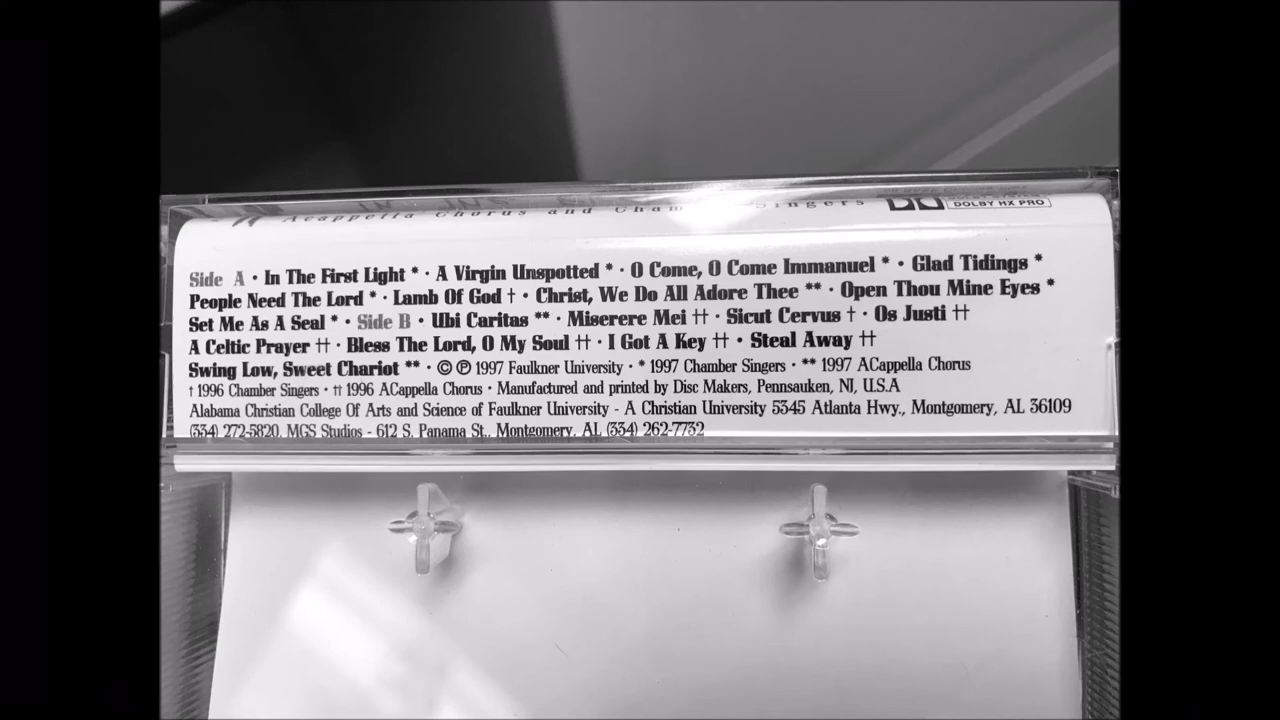 Acappella Chorus and Cham Singers DOLBY HX PRO
Side A · In The First Light * · A Virgin Unspotted * · O Come, O Come Immanuel * · Glad Tidings *
People Need The Lord * · Lamb Of God † · Christ, We Do All Adore Thee ** · Open Thou Mine Eyes *
Set Me As A Seal * · Side B · Ubi Caritas ** · Miserere Mei †† · Sicut Cervus † · Os Justi ††
A Celtic Prayer †† · Bless The Lord, O My Soul †† · I Got A Key †† · Steal Away ††
Swing Low, Sweet Chariot ** · © ℗ 1997 Faulkner University · * 1997 Chamber Singers · ** 1997 ACappella Chorus
† 1996 Chamber Singers · †† 1996 ACappella Chorus · Manufactured and printed by Disc Makers, Pennsauken, NJ, U.S.A
Alabama Christian College Of Arts and Science of Faulkner University - A Christian University 5345 Atlanta Hwy., Montgomery, AL 36109
(334) 272-5820, MGS Studios - 612 S. Panama St., Montgomery, AL (334) 262-7732